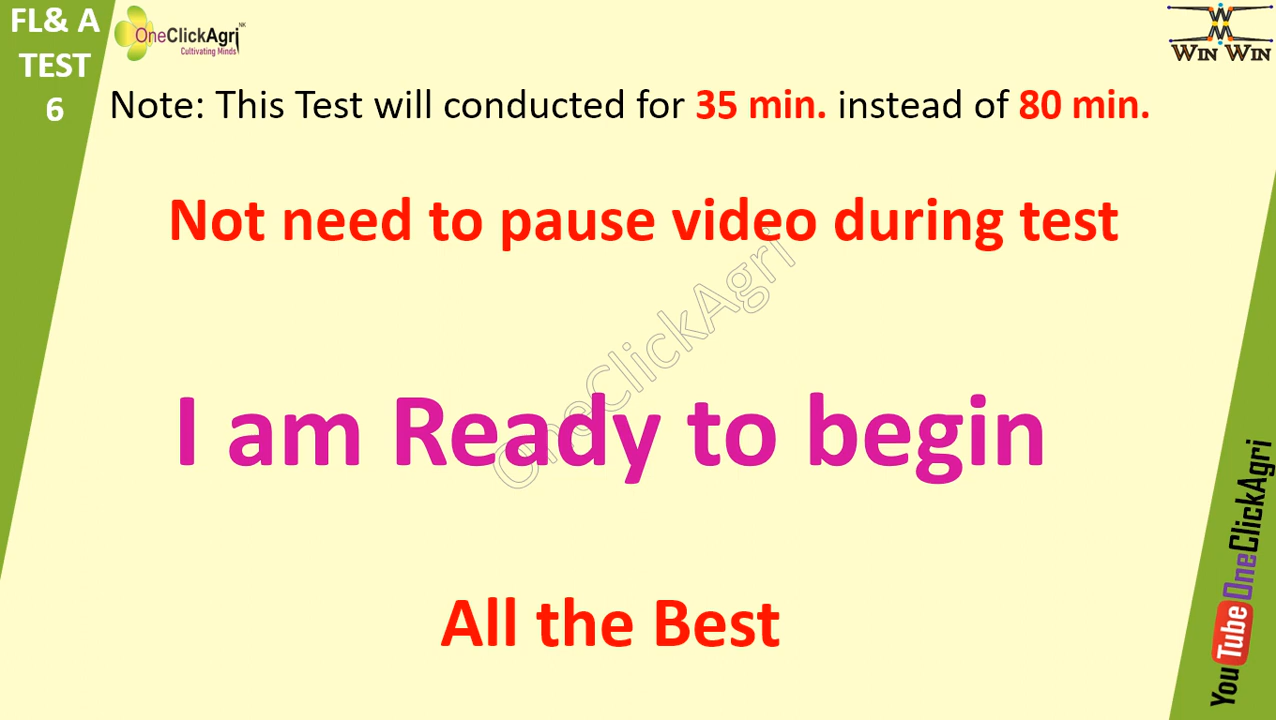 FL& A
TEST
6
OneClickAgri NK
Cultivating Minds
WIN WIN
Note: This Test will conducted for 35 min. instead of 80 min.
Not need to pause video during test
I am Ready to begin
All the Best
OneClickAgri
YouTube OneClickAgri